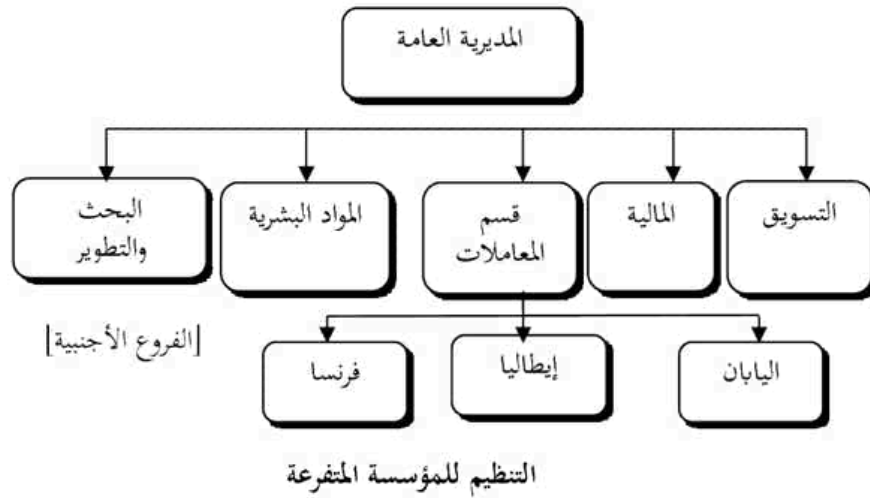 المديرية العامة
التسويق
المالية
قسم
المعاملات
المواد البشرية
البحث
والتطوير
[الفروع الأجنبية]
اليابان
إيطاليا
فرنسا
التنظيم للمؤسسة المتفرعة